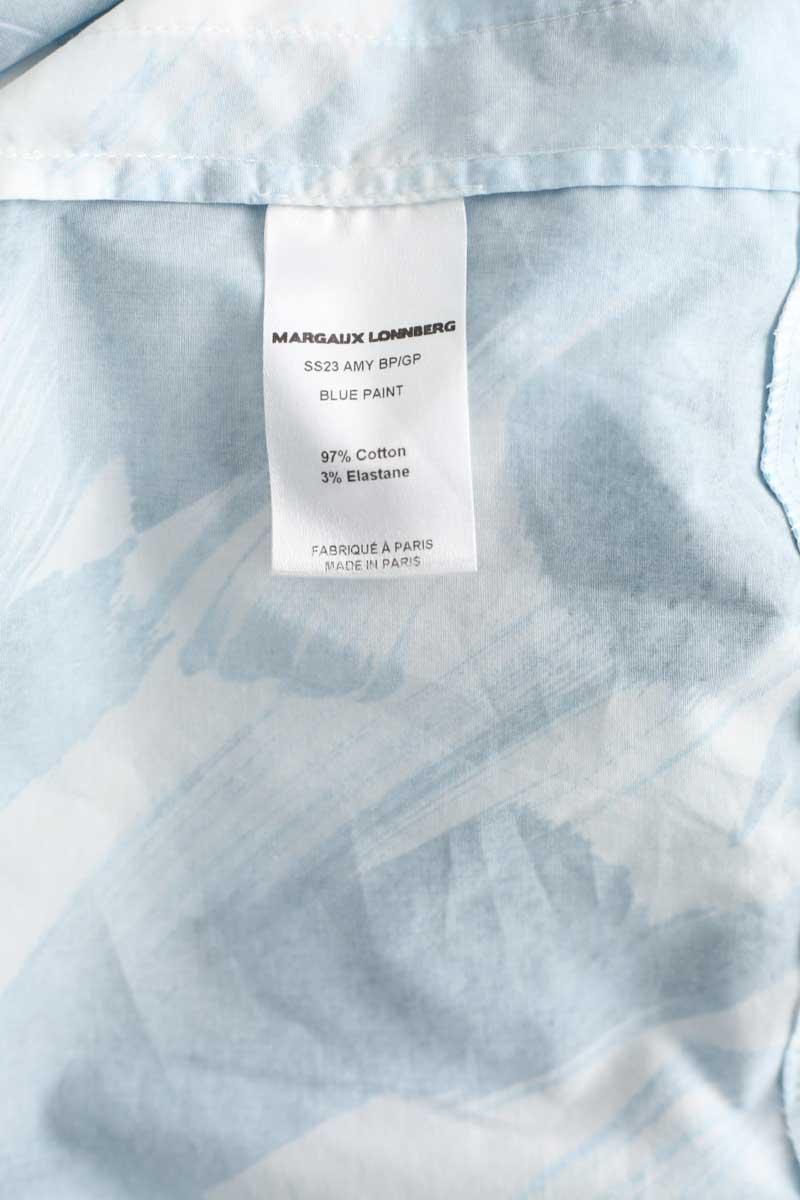 MARGAUX LONNBERG
SS23 AMY BP/GP
BLUE PAINT
97% Cotton
3% Elastane
FABRIQUÉ À PARIS
MADE IN PARIS